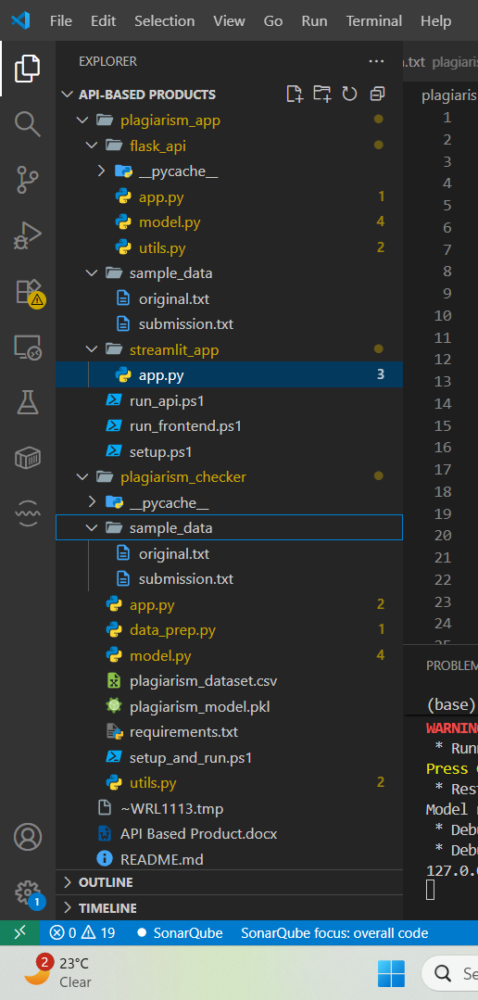 File Edit Selection View Go Run Terminal Help
EXPLORER
.txt plagiaris
API-BASED PRODUCTS
plagiaris
plagiarism_app
flask_api
__pycache__
app.py 1
model.py 4
utils.py 2
sample_data
original.txt
submission.txt
streamlit_app
app.py 3
run_api.ps1
run_frontend.ps1
setup.ps1
plagiarism_checker
__pycache__
sample_data
original.txt
submission.txt
app.py 2
data_prep.py 1
model.py 4
plagiarism_dataset.csv
plagiarism_model.pkl
requirements.txt
setup_and_run.ps1
utils.py 2
~WRL1113.tmp
API Based Product.docx
README.md
OUTLINE
TIMELINE
1
2
3
4
5
6
7
8
9
10
11
12
13
14
15
16
17
18
19
20
21
22
23
24
PROBLEM
(base)
WARNING
* Runn
Press
* Res
Model
* Deb
* Deb
127.0.
1
0 19 SonarQube SonarQube focus: overall code
2
23°C
Clear
Se